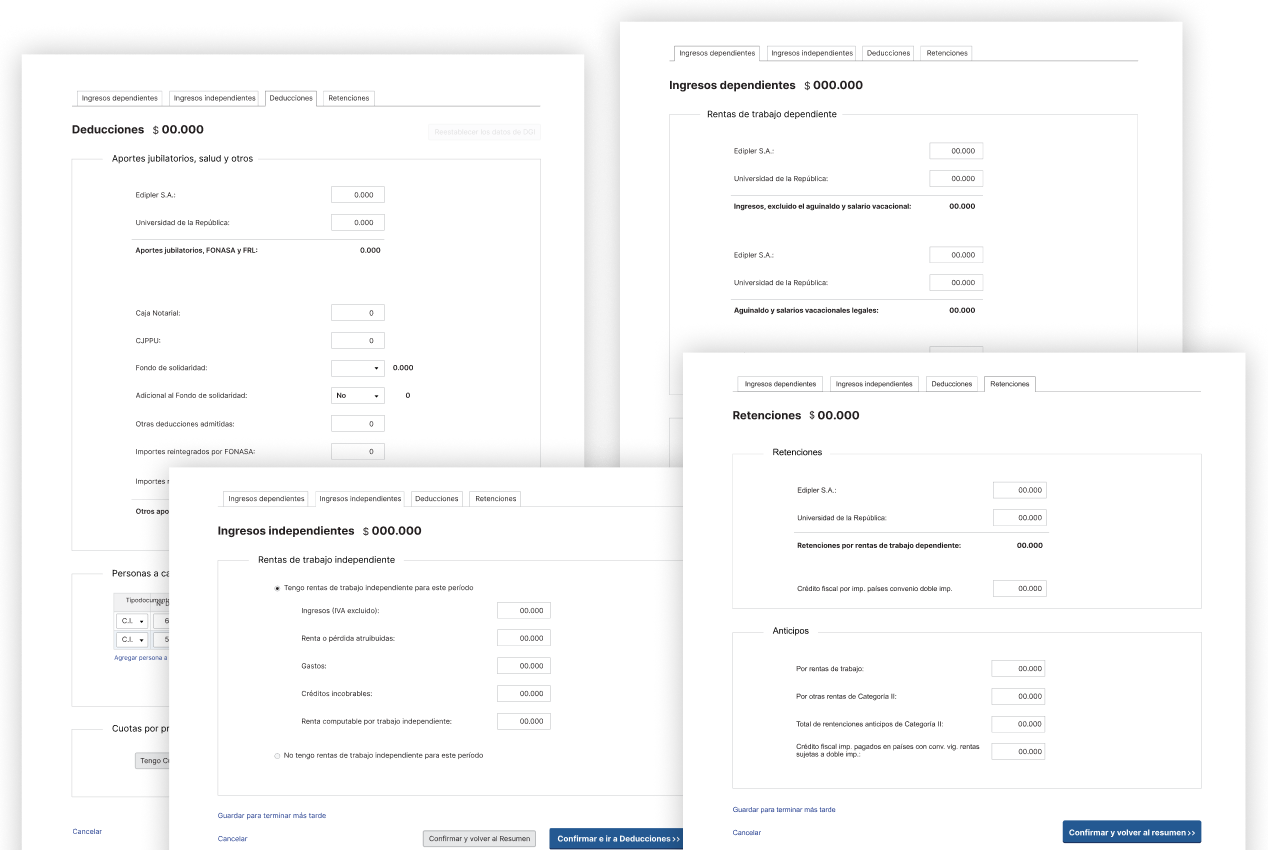 Ingresos dependientes Ingresos independientes Deducciones Retenciones
Deducciones $ 00.000
Reestablecer los datos de DGI
Aportes jubilatorios, salud y otros
Edipler S.A.: 0.000
Universidad de la República: 0.000
Aportes jubilatorios, FONASA y FRL: 0.000
Caja Notarial: 0
CJPPU: 0
Fondo de solidaridad: 0.000
Adicional al Fondo de solidaridad: No 0
Otras deducciones admitidas: 0
Importes reintegrados por FONASA: 0
Importes
Otros apo
Personas a ca
Tipodocumento Nº D
C.I. 6
C.I. 5
Agregar persona a
Cuotas por pr
Tengo Cu
Cancelar
Ingresos dependientes Ingresos independientes Deducciones Retenciones
Ingresos dependientes $ 000.000
Rentas de trabajo dependiente
Edipler S.A.: 00.000
Universidad de la República: 00.000
Ingresos, excluido el aguinaldo y salario vacacional: 00.000
Edipler S.A.: 00.000
Universidad de la República: 00.000
Aguinaldo y salarios vacacionales legales: 00.000
Ingresos dependientes Ingresos independientes Deducciones Retenciones
Ingresos independientes $ 000.000
Rentas de trabajo independiente
Tengo rentas de trabajo independiente para este período
Ingresos (IVA excluido): 00.000
Renta o pérdida atruibuidas: 00.000
Gastos: 00.000
Créditos incobrables: 00.000
Renta computable por trabajo independiente: 00.000
No tengo rentas de trabajo independiente para este período
Guardar para terminar más tarde
Cancelar Confirmar y volver al Resumen Confirmar e ir a Deducciones >>
Ingresos dependientes Ingresos independientes Deducciones Retenciones
Retenciones $ 00.000
Retenciones
Edipler S.A.: 00.000
Universidad de la República: 00.000
Retenciones por rentas de trabajo dependiente: 00.000
Crédito fiscal por imp. países convenio doble imp. 00.000
Anticipos
Por rentas de trabajo: 00.000
Por otras rentas de Categoría II: 00.000
Total de rentenciones anticipos de Categoría II: 00.000
Crédito fiscal imp. pagados en países con conv. vig. rentas
sujetas a doble imp.: 00.000
Guardar para terminar más tarde
Cancelar Confirmar y volver al resumen >>